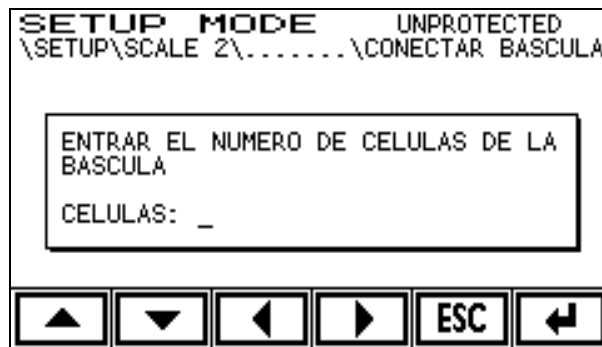 SETUP MODE UNPROTECTED
\SETUP\SCALE 2\.......\CONECTAR BASCULA
ENTRAR EL NUMERO DE CELULAS DE LA
BASCULA
CELULAS: _
ESC